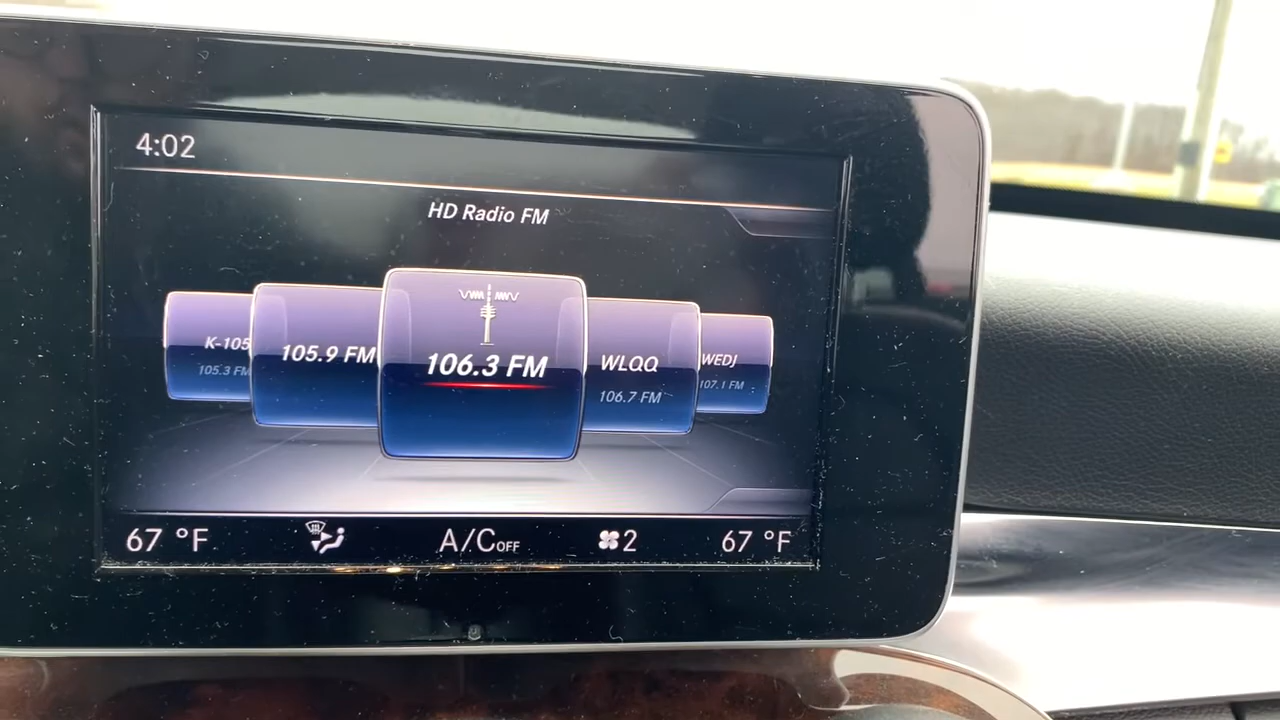 4:02
HD Radio FM
K-105
105.3 FM
105.9 FM
106.3 FM
WLQQ
106.7 FM
WEDJ
107.1 FM
67 °F
A/C OFF
2
67 °F